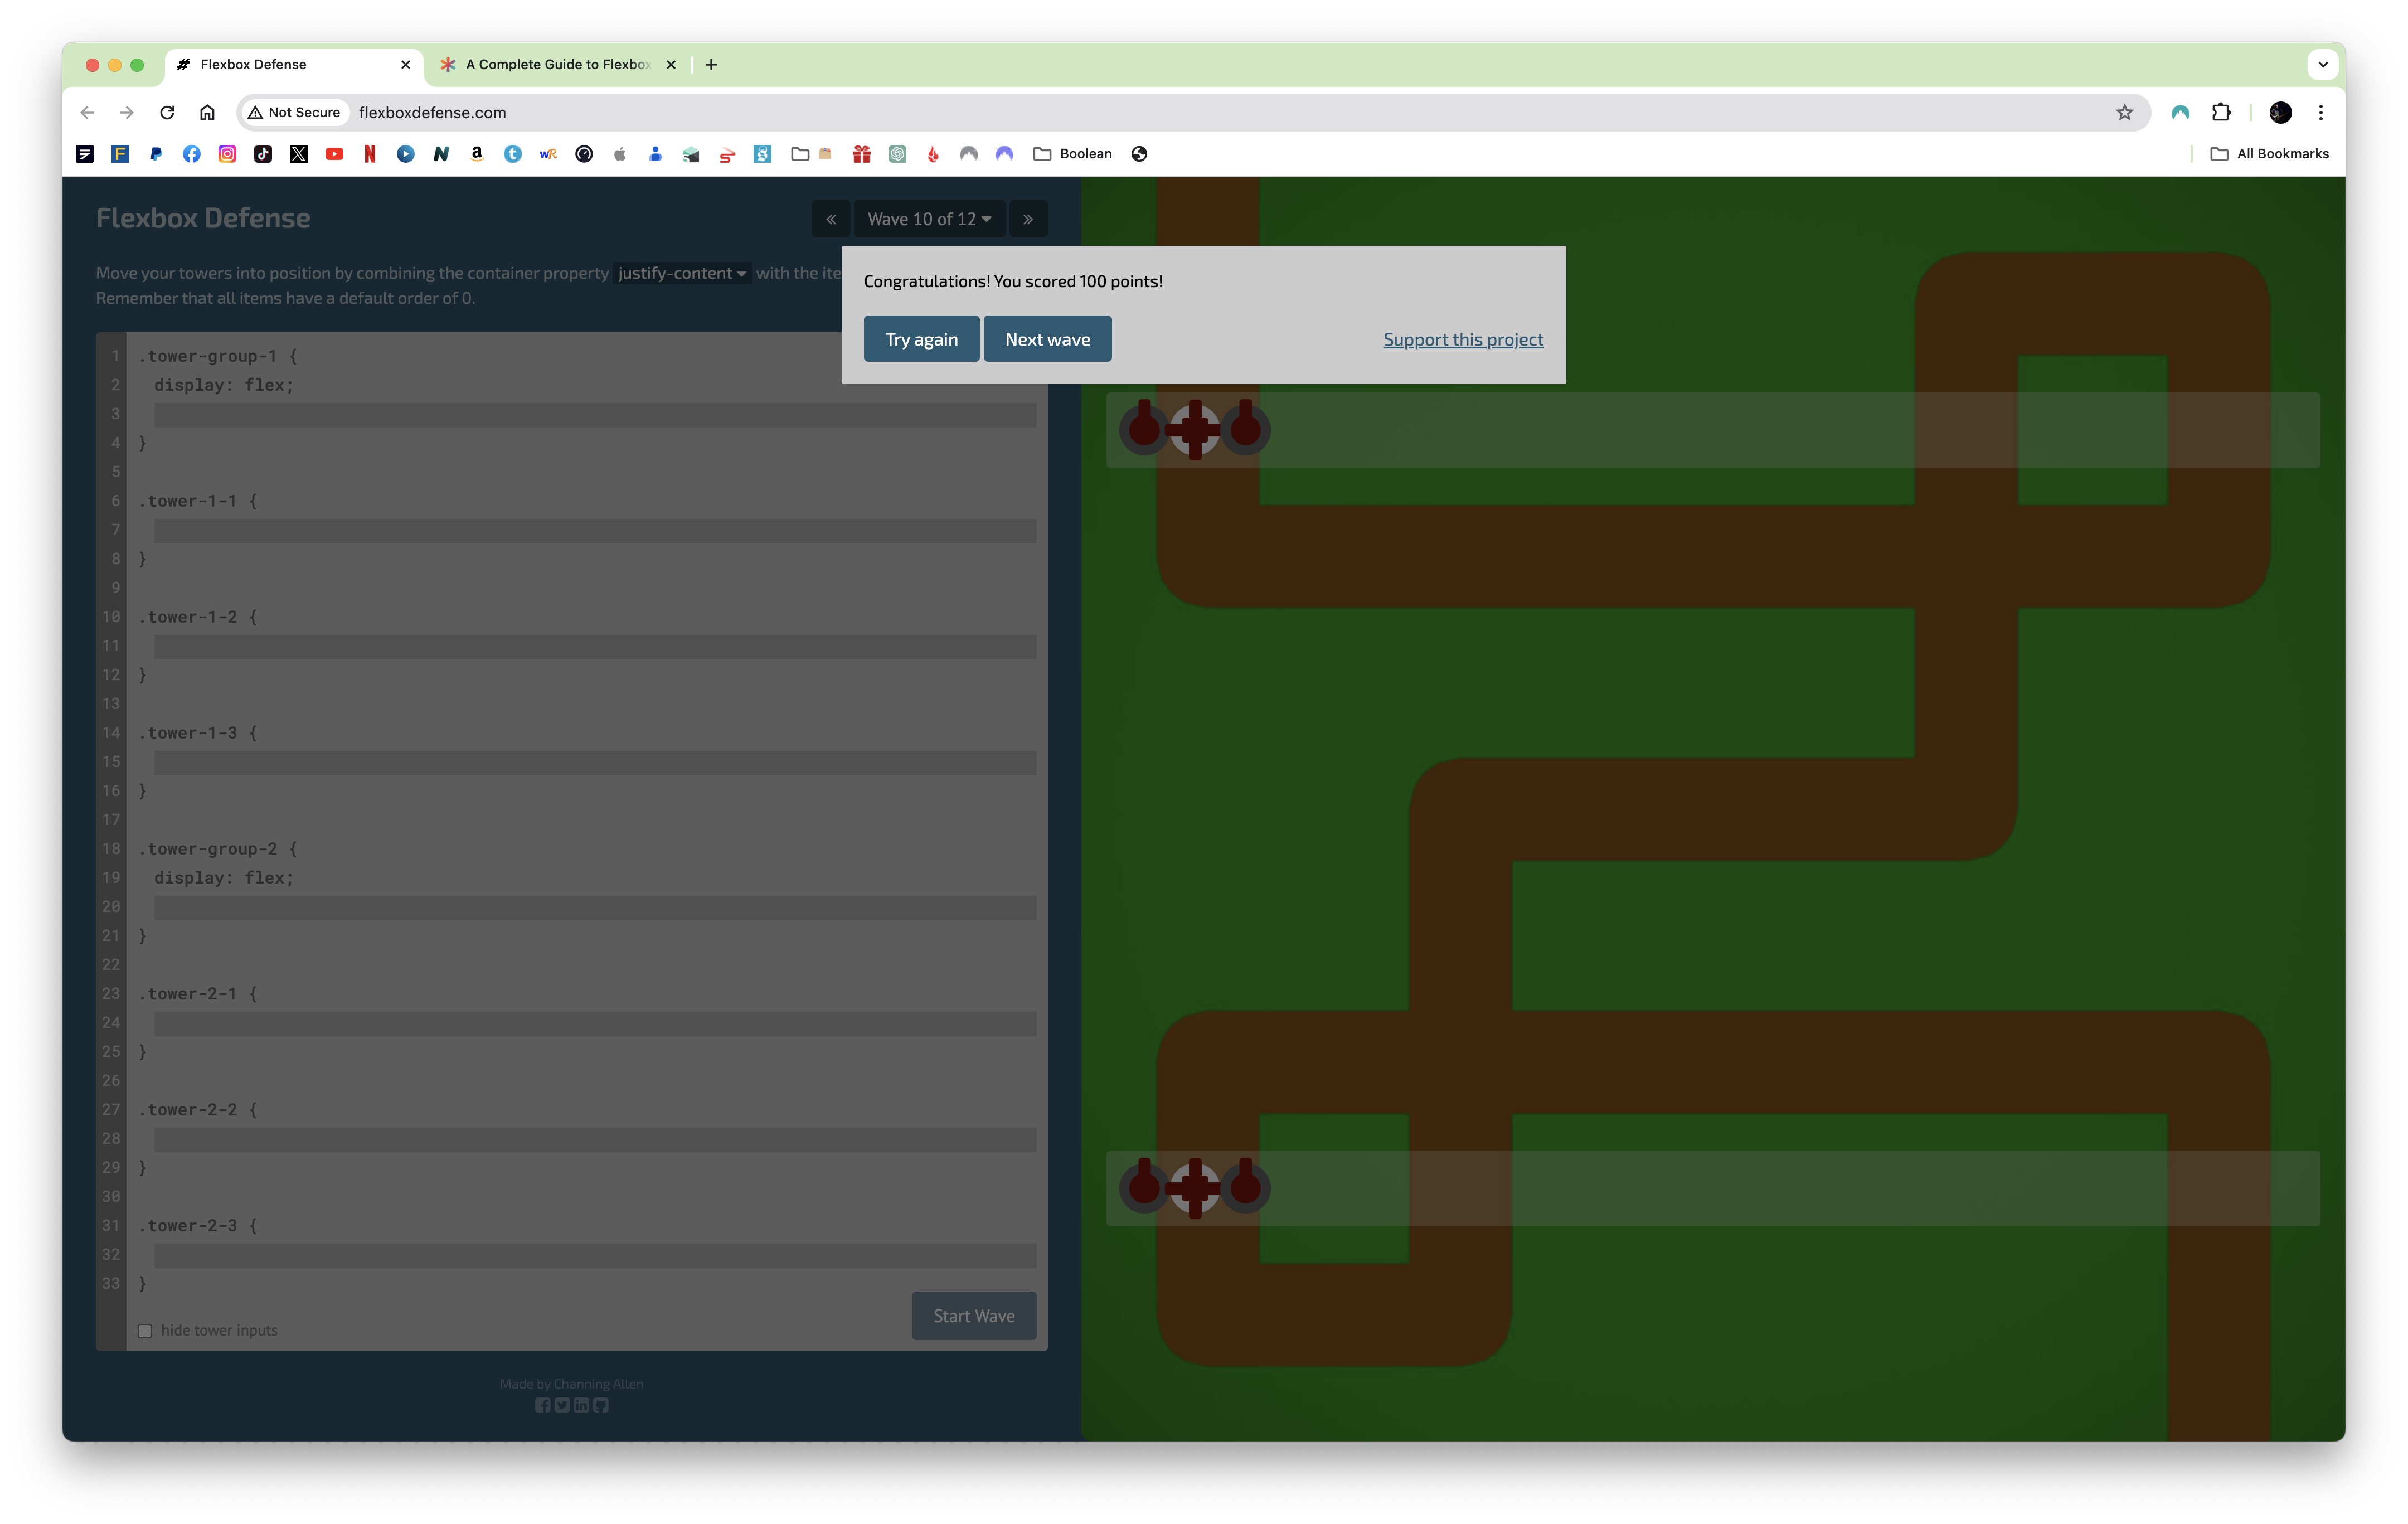 Flexbox Defense
A Complete Guide to Flexbox
Not Secure
flexboxdefense.com
Boolean
All Bookmarks
Flexbox Defense
« Wave 10 of 12 »
Move your towers into position by combining the container property justify-content with the ite
Remember that all items have a default order of 0.
Congratulations! You scored 100 points!
Try again Next wave Support this project
1 .tower-group-1 {
2 display: flex;
3
4 }
5
6 .tower-1-1 {
7
8 }
9
10 .tower-1-2 {
11
12 }
13
14 .tower-1-3 {
15
16 }
17
18 .tower-group-2 {
19 display: flex;
20
21 }
22
23 .tower-2-1 {
24
25 }
26
27 .tower-2-2 {
28
29 }
30
31 .tower-2-3 {
32
33 }
hide tower inputs
Start Wave
Made by Channing Allen